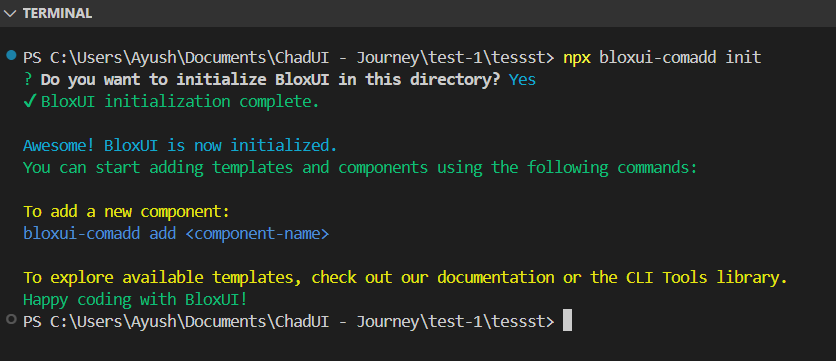 TERMINAL
PS C:\Users\Ayush\Documents\ChadUI - Journey\test-1\tessst> npx bloxui-comadd init
? Do you want to initialize BloxUI in this directory? Yes
✓ BloxUI initialization complete.
Awesome! BloxUI is now initialized.
You can start adding templates and components using the following commands:
To add a new component:
bloxui-comadd add <component-name>
To explore available templates, check out our documentation or the CLI Tools library.
Happy coding with BloxUI!
PS C:\Users\Ayush\Documents\ChadUI - Journey\test-1\tessst>